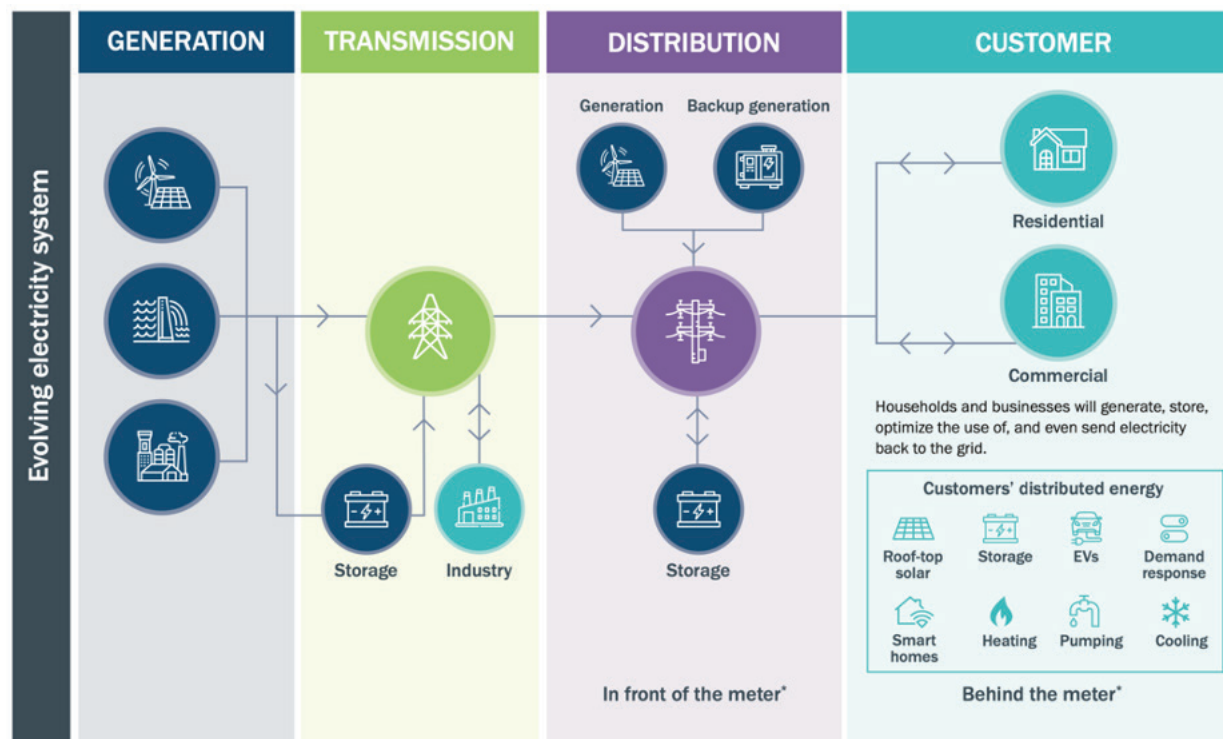 Evolving electricity system
GENERATION
TRANSMISSION
DISTRIBUTION
CUSTOMER
Generation
Backup generation
Storage
Industry
Storage
In front of the meter*
Residential
Commercial
Households and businesses will generate, store,
optimize the use of, and even send electricity
back to the grid.
Customers' distributed energy
Roof-top
solar
Storage
EVs
Demand
response
Smart
homes
Heating
Pumping
Cooling
Behind the meter*